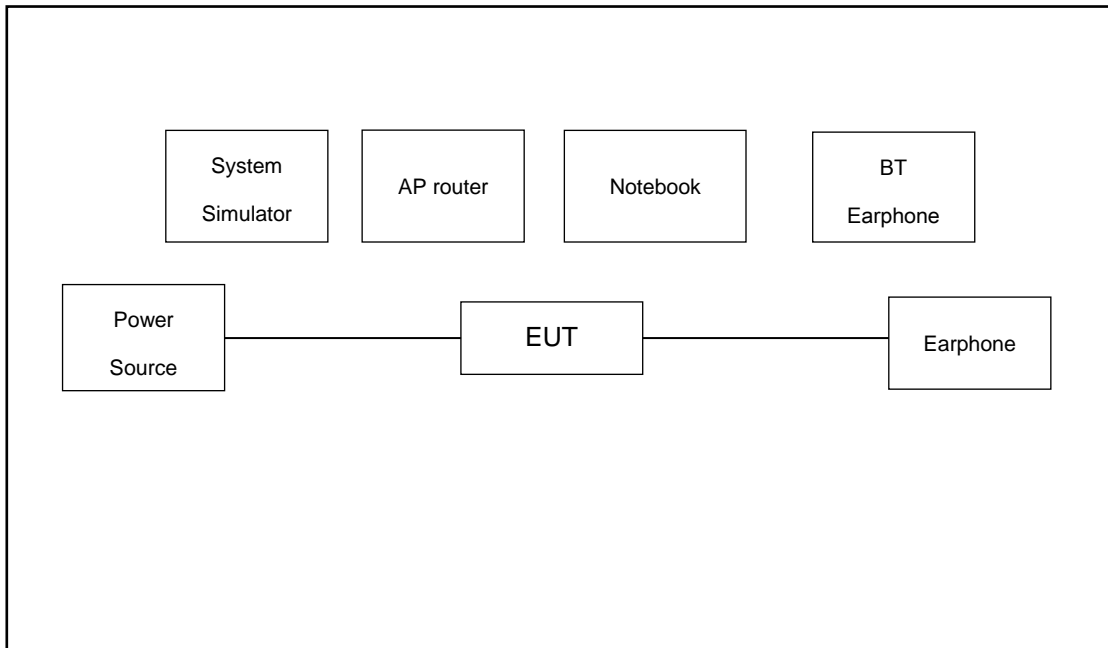 System
Simulator
AP router
Notebook
BT
Earphone
Power
Source
EUT
Earphone